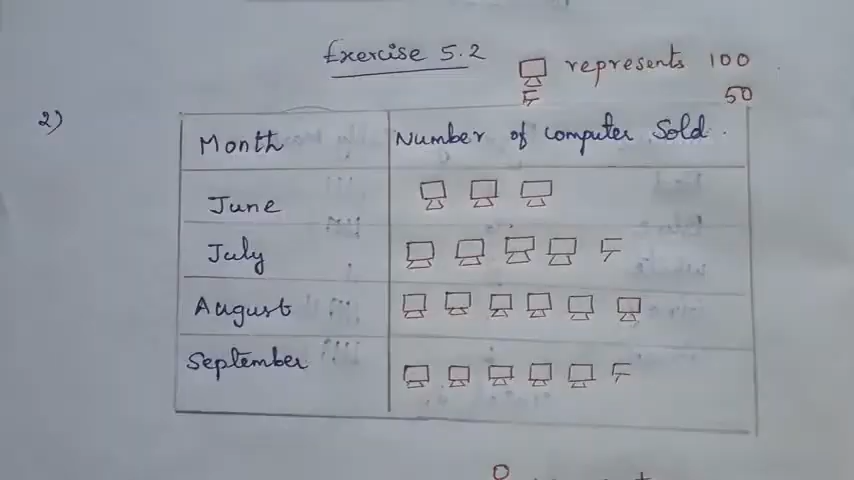 Exercise 5.2
represents 100
50
2)
Month Number of computer Sold.
June
July
August
September